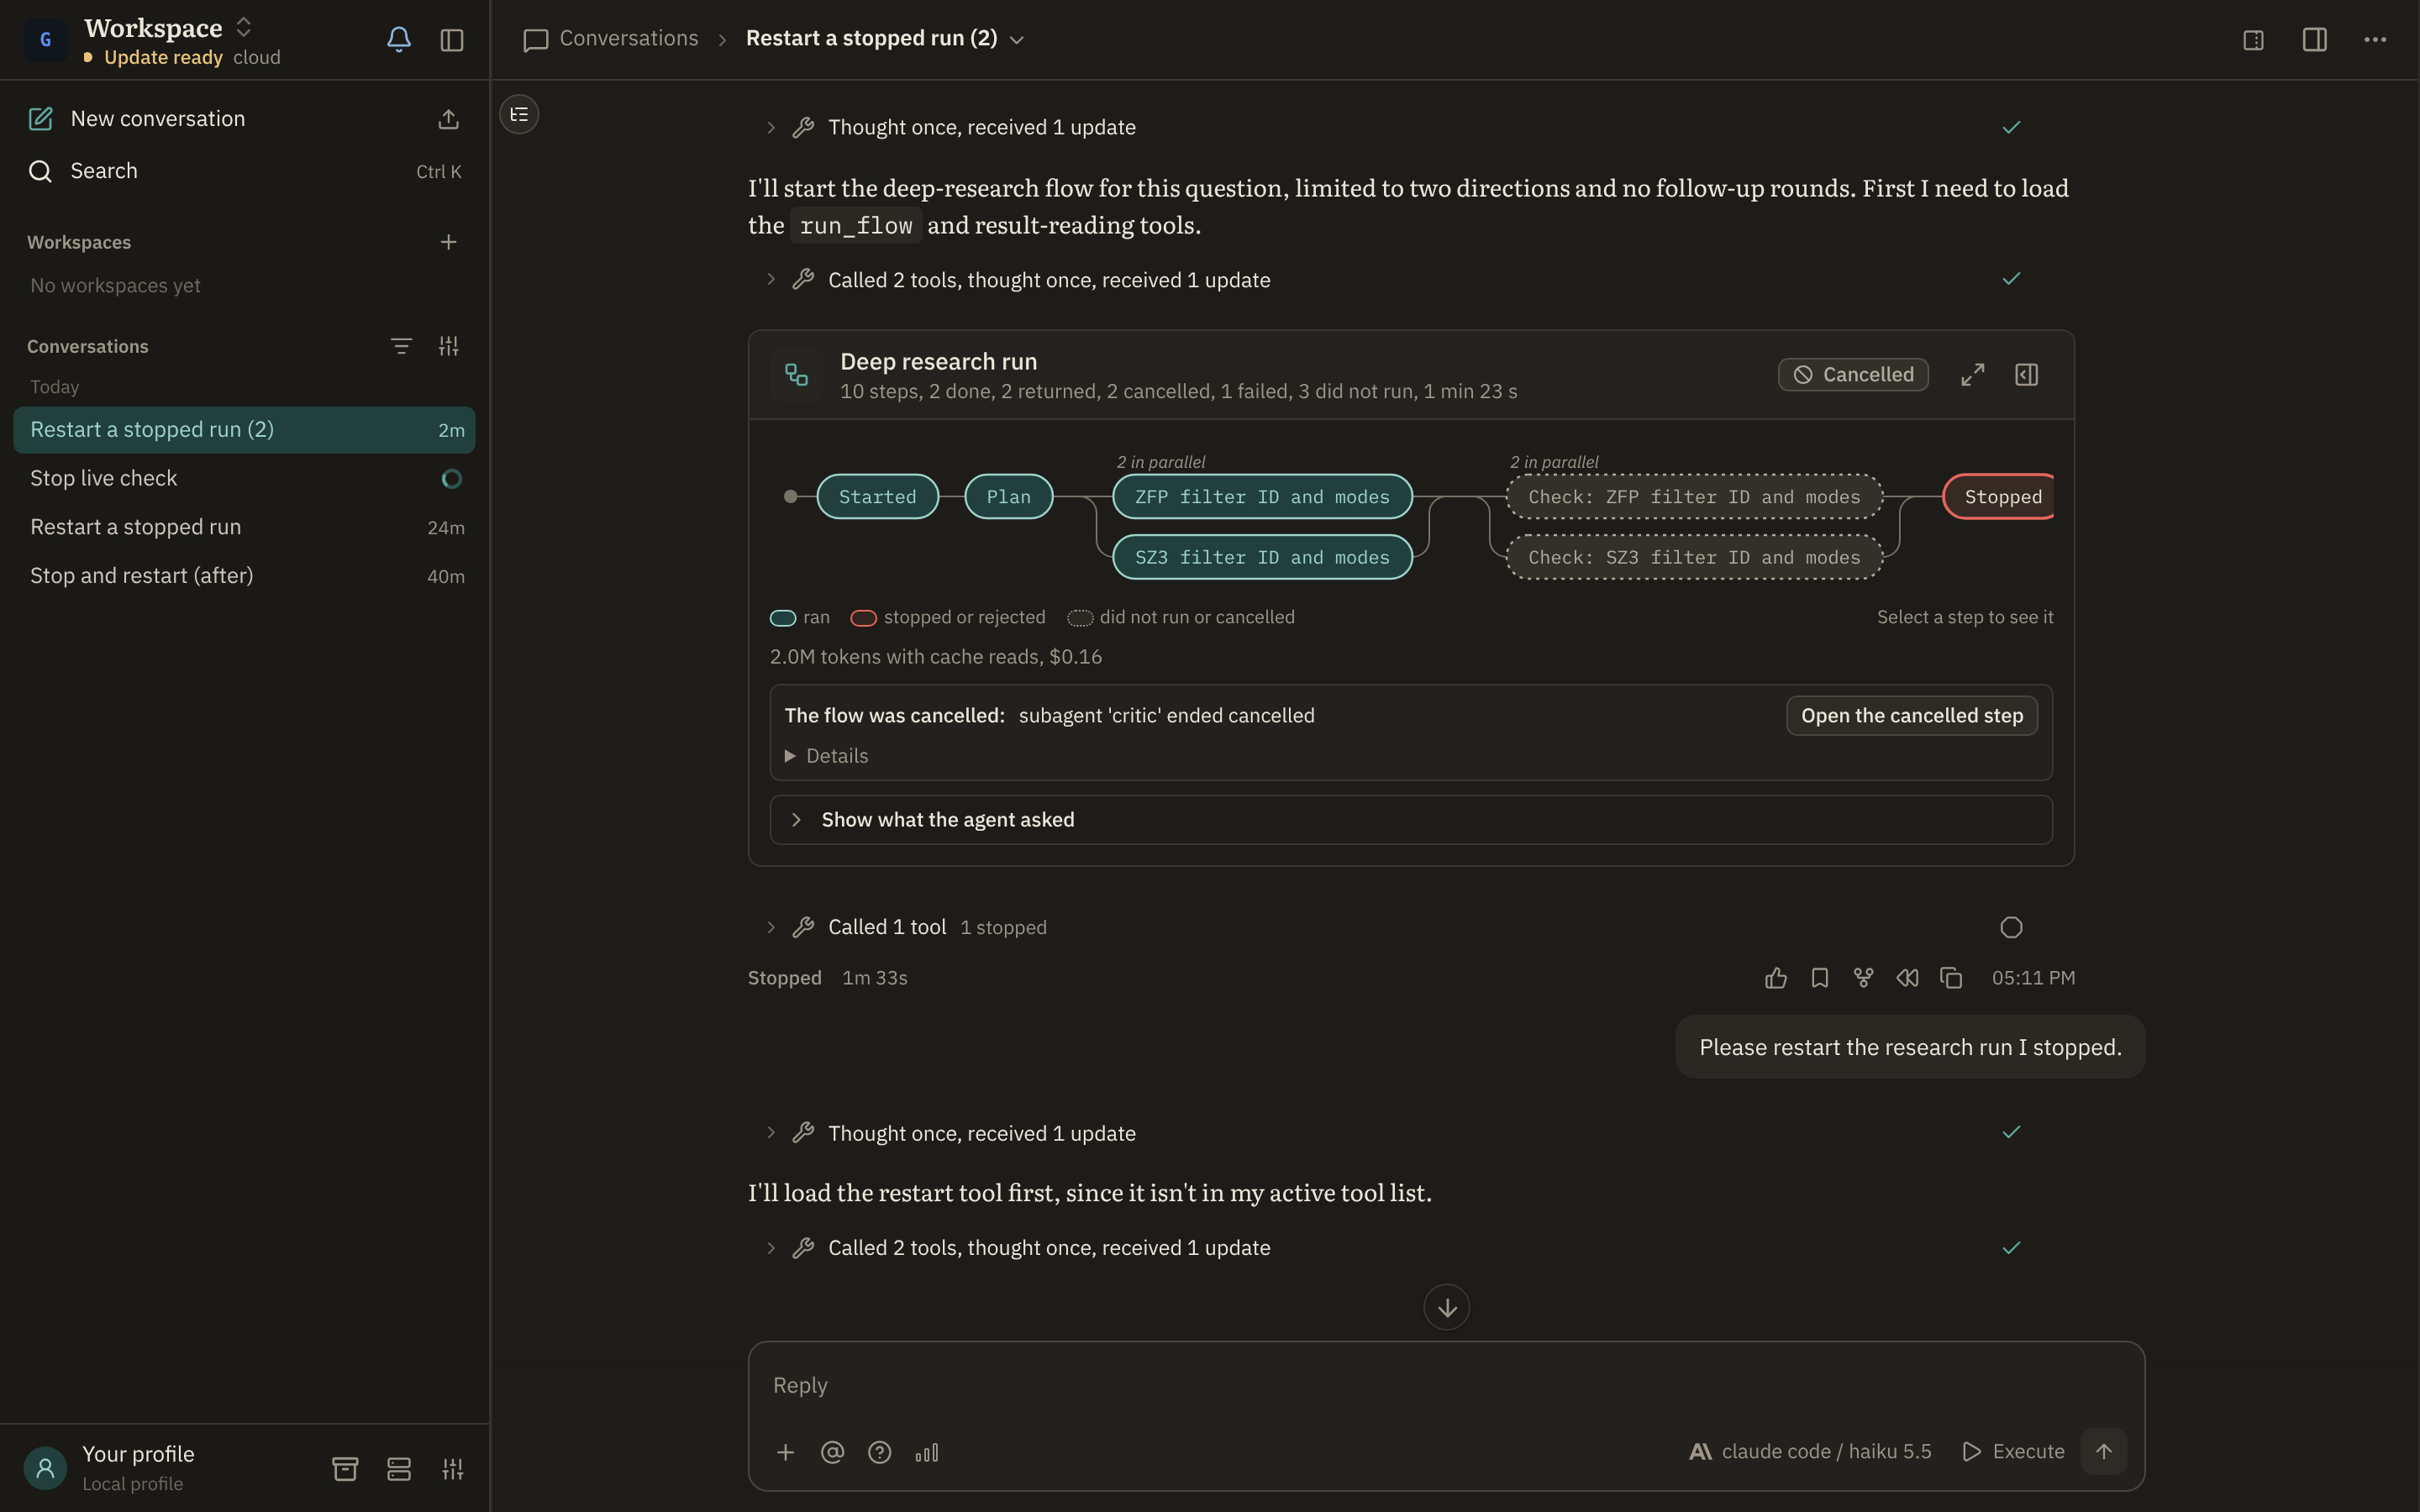 G
Workspace
Update ready cloud
New conversation
Search Ctrl K
Workspaces
No workspaces yet
Conversations
Today
Restart a stopped run (2) 2m
Stop live check
Restart a stopped run 24m
Stop and restart (after) 40m
Your profile
Local profile
Conversations
Restart a stopped run (2)
Thought once, received 1 update
I'll start the deep-research flow for this question, limited to two directions and no follow-up rounds. First I need to load
the run_flow and result-reading tools.
Called 2 tools, thought once, received 1 update
Deep research run
10 steps, 2 done, 2 returned, 2 cancelled, 1 failed, 3 did not run, 1 min 23 s
Cancelled
2 in parallel 2 in parallel
Started Plan ZFP filter ID and modes Check: ZFP filter ID and modes Stopped
SZ3 filter ID and modes Check: SZ3 filter ID and modes
ran stopped or rejected did not run or cancelled Select a step to see it
2.0M tokens with cache reads, $0.16
The flow was cancelled: subagent 'critic' ended cancelled Open the cancelled step
Details
Show what the agent asked
Called 1 tool 1 stopped
Stopped 1m 33s 05:11 PM
Please restart the research run I stopped.
Thought once, received 1 update
I'll load the restart tool first, since it isn't in my active tool list.
Called 2 tools, thought once, received 1 update
Reply
claude code / haiku 5.5 Execute